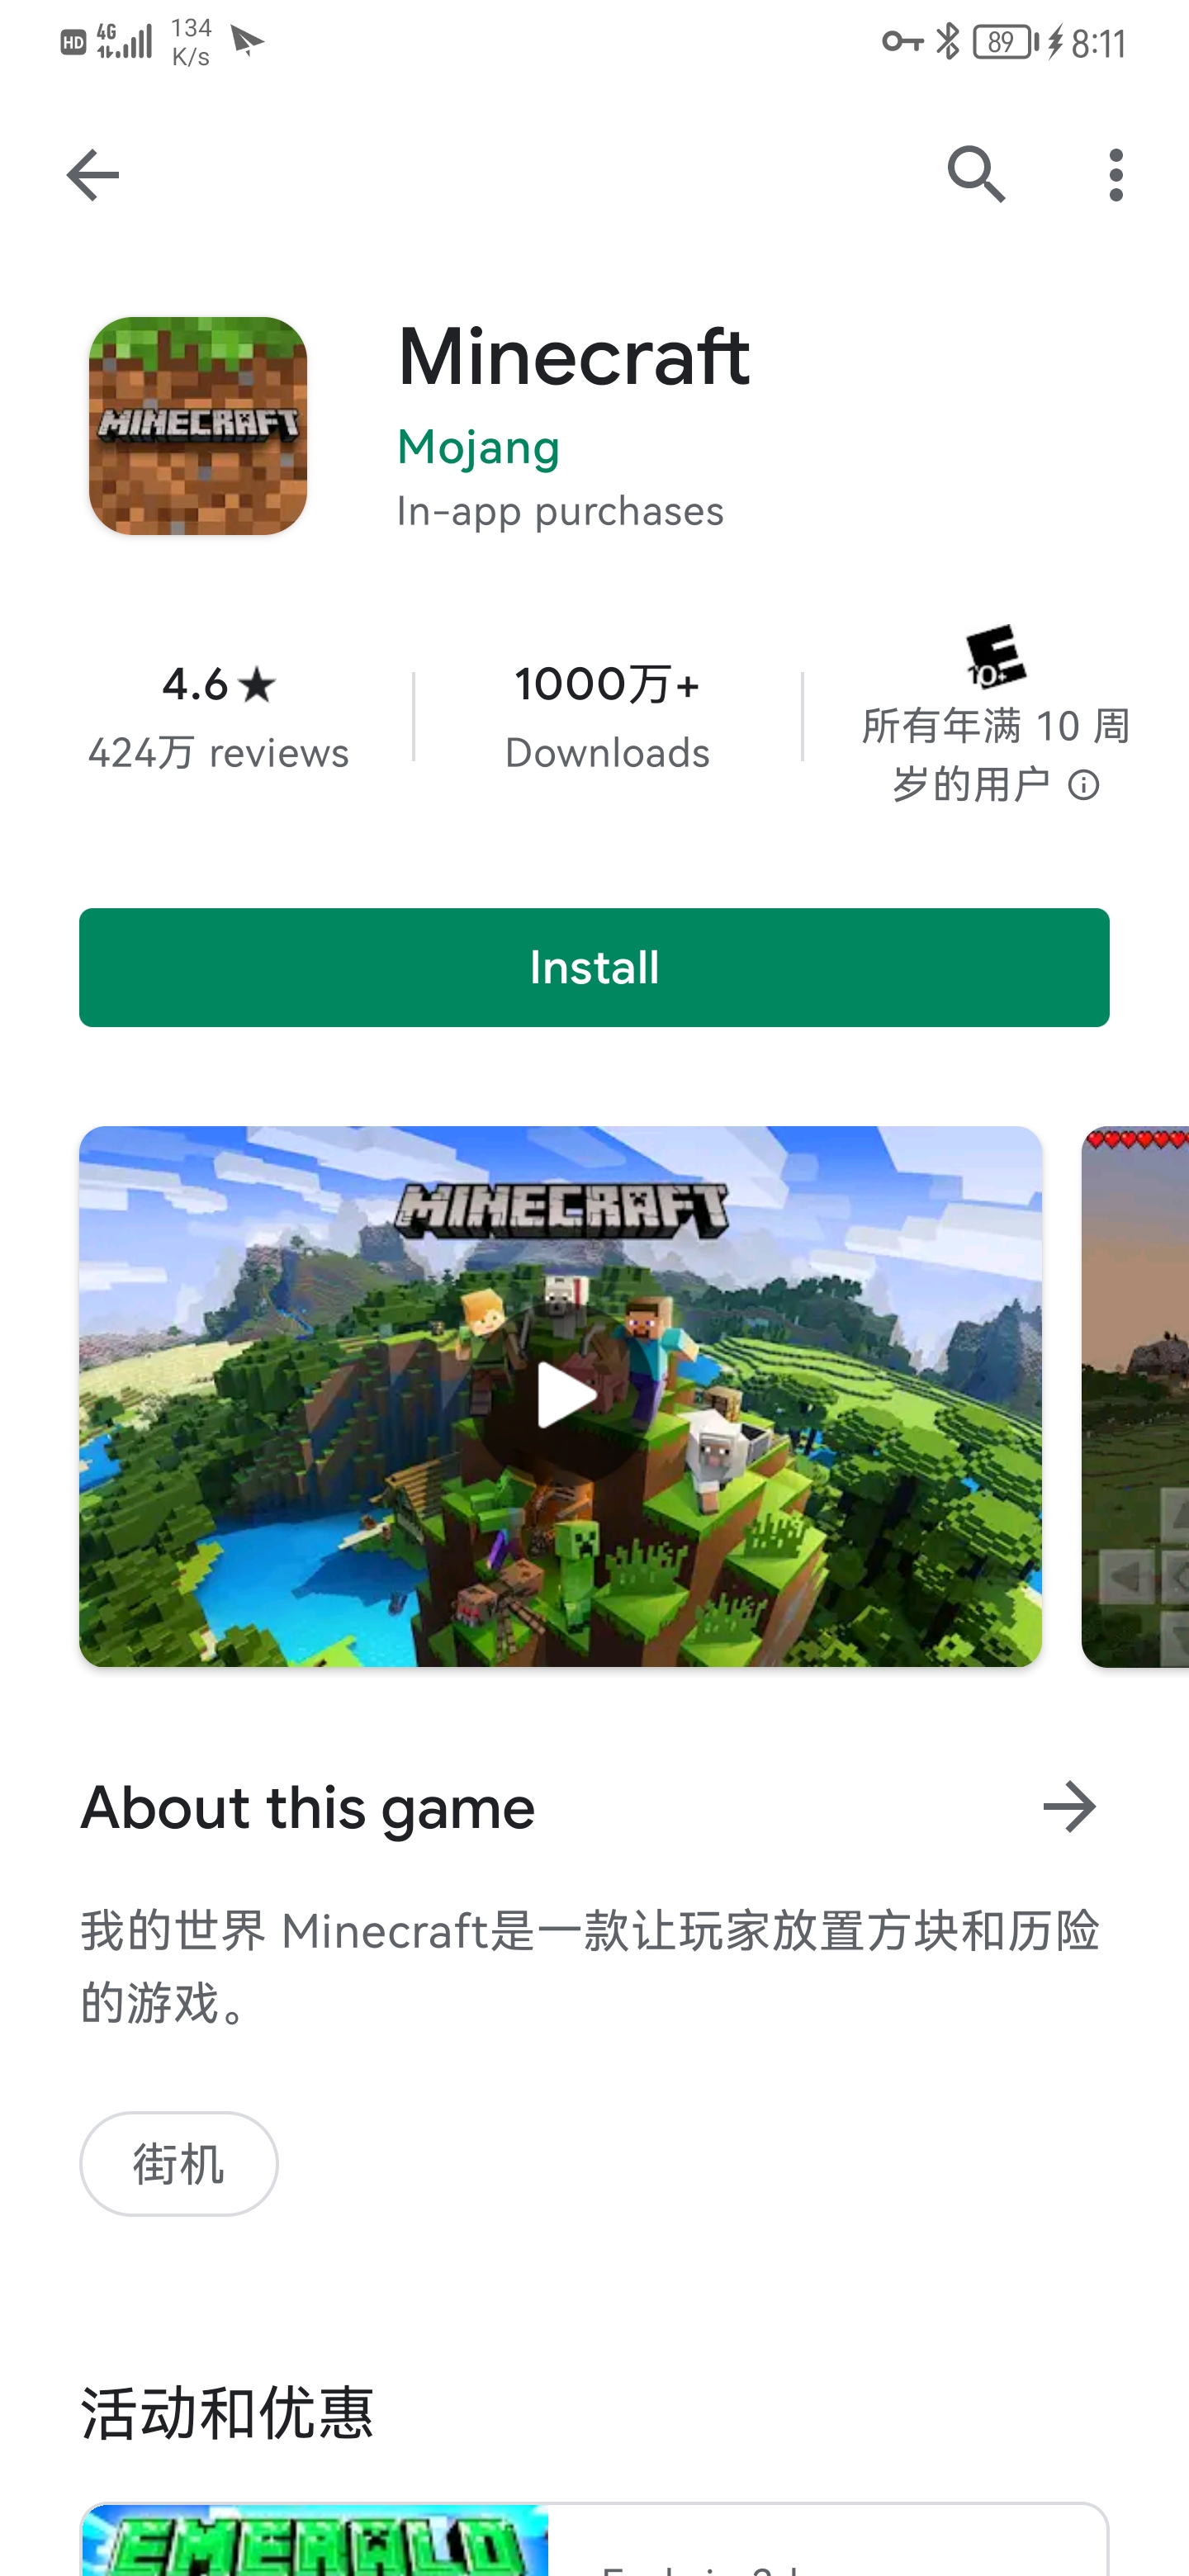 HD 4G 134 K/s 89 8:11
MINECRAFT
Minecraft
Mojang
In-app purchases
4.6★
424万 reviews
1000万+
Downloads
E 10+
所有年满 10 周
岁的用户
Install
MINECRAFT
About this game
我的世界 Minecraft是一款让玩家放置方块和历险
的游戏。
街机
活动和优惠
EMERALD